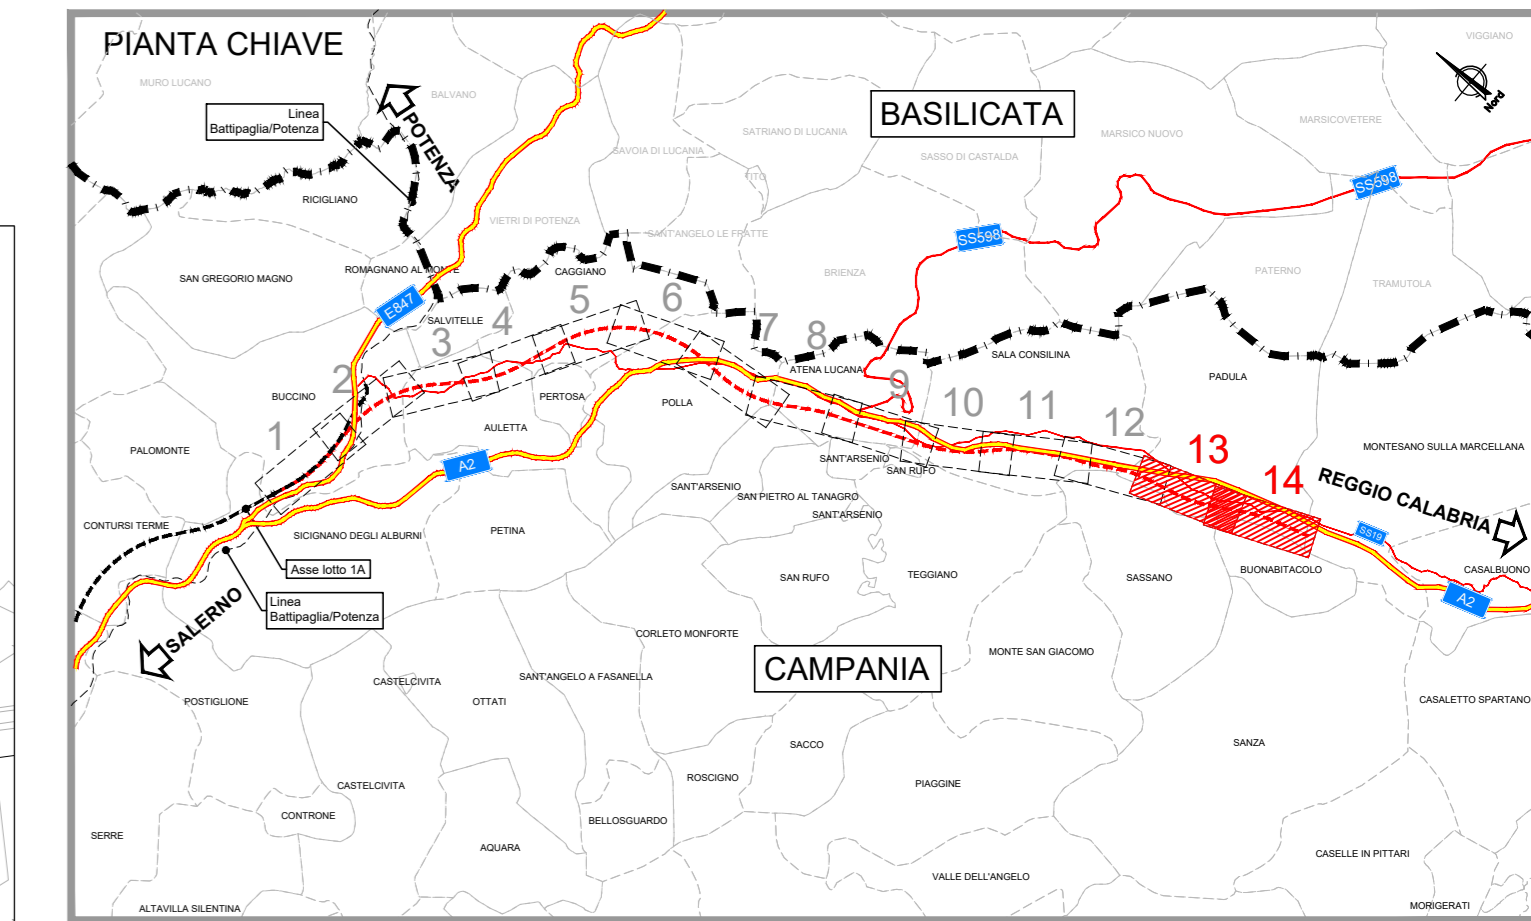 PIANTA CHIAVE
VIGGIANO
MURO LUCANO
BALVANO
Nord
Linea
Battipaglia/Potenza
POTENZA
BASILICATA
SATRIANO DI LUCANIA
MARSICO NUOVO
MARSICOVETERE
SAVOIA DI LUCANIA
SASSO DI CASTALDA
TITO
SS598
RICIGLIANO
VIETRI DI POTENZA
SANT'ANGELO LE FRATTE
SS598
SAN GREGORIO MAGNO
ROMAGNANO AL MONTE
CAGGIANO
BRIENZA
PATERNO
TRAMUTOLA
E847
SALVITELLE
1
2
3
4
5
6
7
8
9
10
11
12
13
14
SALA CONSILINA
ATENA LUCANA
PADULA
BUCCINO
PERTOSA
POLLA
AULETTA
PALOMONTE
A2
MONTESANO SULLA MARCELLANA
SANT'ARSENIO
SAN RUFO
SANT'ARSENIO
SAN PIETRO AL TANAGRO
SANT'ARSENIO
REGGIO CALABRIA
CONTURSI TERME
SICIGNANO DEGLI ALBURNI
PETINA
SS19
Asse lotto 1A
SAN RUFO
TEGGIANO
SASSANO
BUONABITACOLO
CASALBUONO
A2
Linea
Battipaglia/Potenza
SALERNO
CORLETO MONFORTE
MONTE SAN GIACOMO
CAMPANIA
CASTELCIVITA
SANT'ANGELO A FASANELLA
POSTIGLIONE
OTTATI
CASALETTO SPARTANO
SACCO
SANZA
ROSCIGNO
PIAGGINE
CASTELCIVITA
CONTRONE
BELLOSGUARDO
SERRE
AQUARA
CASELLE IN PITTARI
VALLE DELL'ANGELO
ALTAVILLA SILENTINA
MORIGERATI